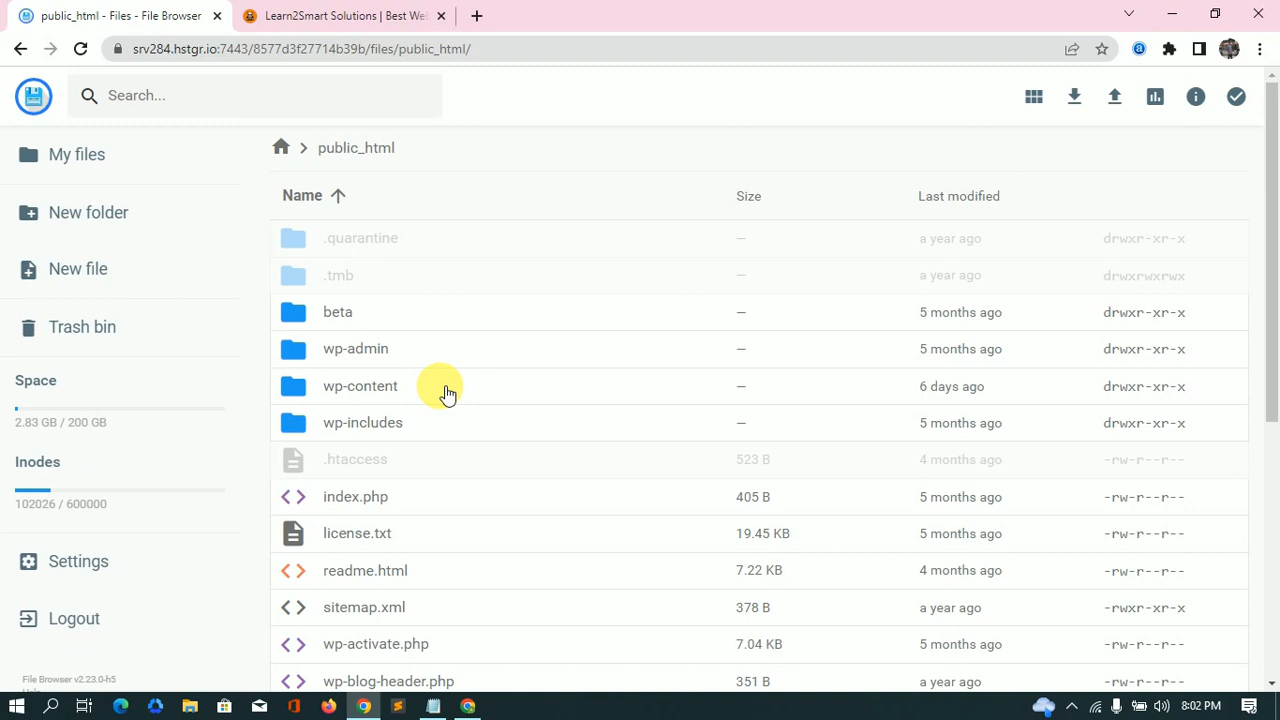 public_html - Files - File Browser
Learn2Smart Solutions | Best Wel
srv284.hstgr.io:7443/8577d3f27714b39b/files/public_html/
Search...
My files
New folder
New file
Trash bin
Space
2.83 GB / 200 GB
Inodes
102026 / 600000
Settings
Logout
File Browser v2.23.0-h5
Help
public_html
Name Size Last modified
.quarantine — a year ago drwxr-xr-x
.tmb — a year ago drwxrwxrwx
beta — 5 months ago drwxr-xr-x
wp-admin — 5 months ago drwxr-xr-x
wp-content — 6 days ago drwxr-xr-x
wp-includes — 5 months ago drwxr-xr-x
.htaccess 523 B 4 months ago -rw-r--r--
index.php 405 B 5 months ago -rw-r--r--
license.txt 19.45 KB 5 months ago -rw-r--r--
readme.html 7.22 KB 4 months ago -rw-r--r--
sitemap.xml 378 B a year ago -rwxr-xr-x
wp-activate.php 7.04 KB 5 months ago -rw-r--r--
wp-blog-header.php 351 B a year ago -rw-r--r--
8:02 PM